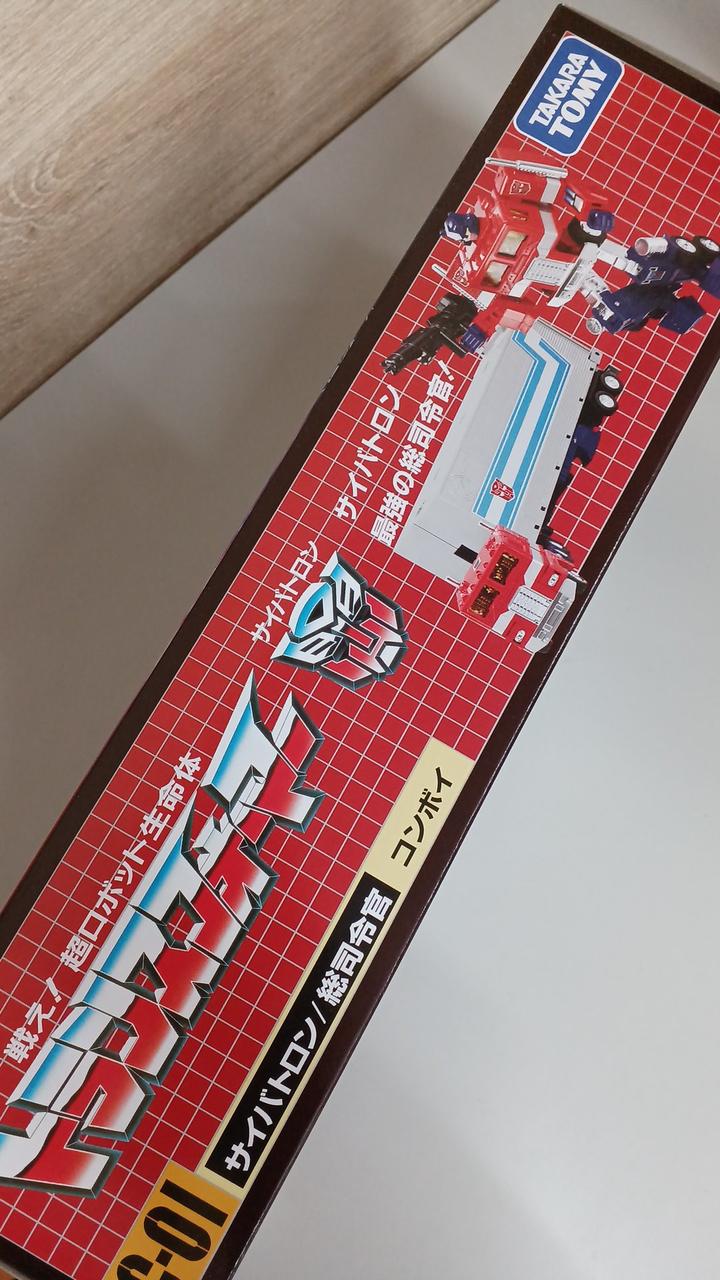 TAKARA
TOMY
サイバトロン
最強の総司令官!
サイバトロン
戦え!超ロボット生命体
トランスフォーマー
サイバトロン/総司令官
コンボイ
-01